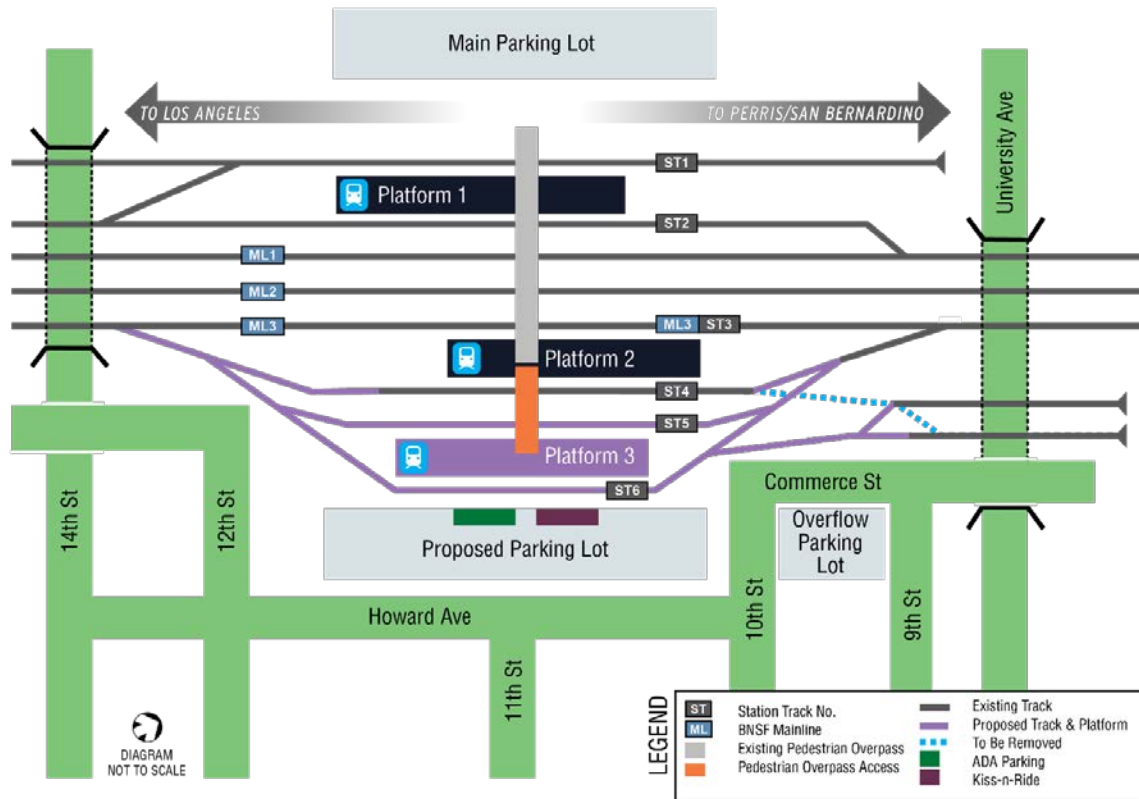 Main Parking Lot
TO LOS ANGELES
TO PERRIS/SAN BERNARDINO
University Ave
ST1
Platform 1
ST2
ML1
ML2
ML3
ML3 ST3
Platform 2
ST4
ST5
Platform 3
ST6
Commerce St
14th St
12th St
Proposed Parking Lot
Overflow
Parking
Lot
Howard Ave
10th St
9th St
11th St
DIAGRAM
NOT TO SCALE
LEGEND
ST Station Track No.
ML BNSF Mainline
Existing Pedestrian Overpass
Pedestrian Overpass Access
Existing Track
Proposed Track & Platform
To Be Removed
ADA Parking
Kiss-n-Ride